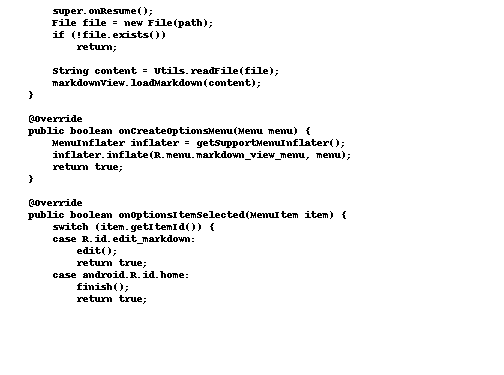 super.onResume();
File file = new File(path);
if (!file.exists())
return;
String content = Utils.readFile(file);
markdownView.loadMarkdown(content);
}
@Override
public boolean onCreateOptionsMenu(Menu menu) {
MenuInflater inflater = getSupportMenuInflater();
inflater.inflate(R.menu.markdown_view_menu, menu);
return true;
}
@Override
public boolean onOptionsItemSelected(MenuItem item) {
switch (item.getItemId()) {
case R.id.edit_markdown:
edit();
return true;
case android.R.id.home:
finish();
return true;